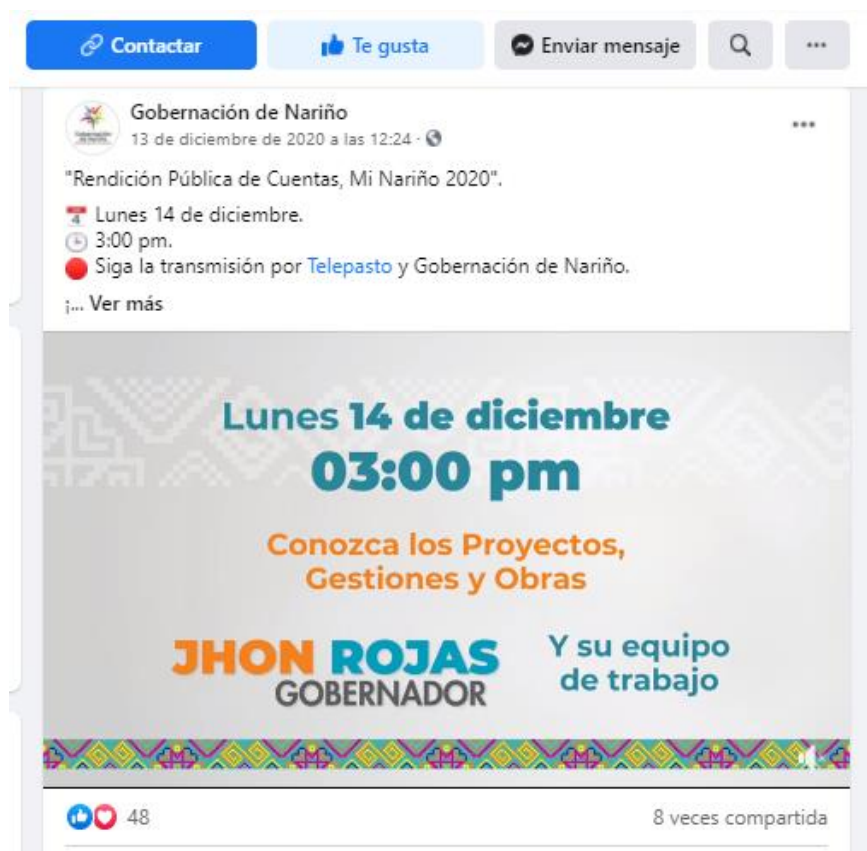 Contactar
Te gusta
Enviar mensaje
Gobernación de Nariño
13 de diciembre de 2020 a las 12:24 ·
"Rendición Pública de Cuentas, Mi Nariño 2020".
Lunes 14 de diciembre.
3:00 pm.
Siga la transmisión por Telepasto y Gobernación de Nariño.
¡... Ver más
Lunes 14 de diciembre
03:00 pm
Conozca los Proyectos,
Gestiones y Obras
JHON ROJAS
GOBERNADOR
Y su equipo
de trabajo
48
8 veces compartida